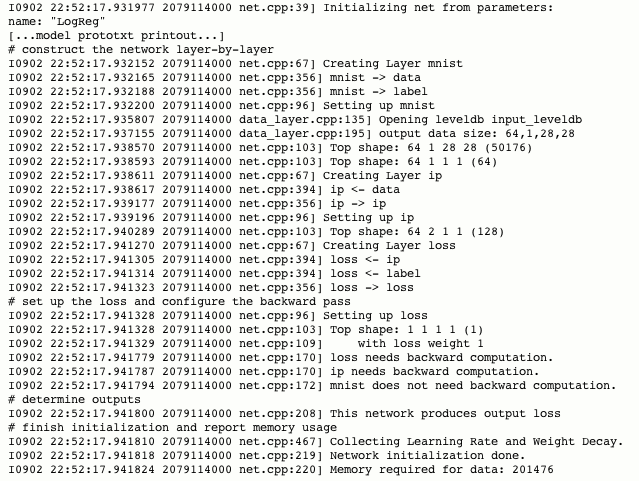 I0902 22:52:17.931977 2079114000 net.cpp:39] Initializing net from parameters:
name: "LogReg"
[...model prototxt printout...]
# construct the network layer-by-layer
I0902 22:52:17.932152 2079114000 net.cpp:67] Creating Layer mnist
I0902 22:52:17.932165 2079114000 net.cpp:356] mnist -> data
I0902 22:52:17.932188 2079114000 net.cpp:356] mnist -> label
I0902 22:52:17.932200 2079114000 net.cpp:96] Setting up mnist
I0902 22:52:17.935807 2079114000 data_layer.cpp:135] Opening leveldb input_leveldb
I0902 22:52:17.937155 2079114000 data_layer.cpp:195] output data size: 64,1,28,28
I0902 22:52:17.938570 2079114000 net.cpp:103] Top shape: 64 1 28 28 (50176)
I0902 22:52:17.938593 2079114000 net.cpp:103] Top shape: 64 1 1 1 (64)
I0902 22:52:17.938611 2079114000 net.cpp:67] Creating Layer ip
I0902 22:52:17.938617 2079114000 net.cpp:394] ip <- data
I0902 22:52:17.939177 2079114000 net.cpp:356] ip -> ip
I0902 22:52:17.939196 2079114000 net.cpp:96] Setting up ip
I0902 22:52:17.940289 2079114000 net.cpp:103] Top shape: 64 2 1 1 (128)
I0902 22:52:17.941270 2079114000 net.cpp:67] Creating Layer loss
I0902 22:52:17.941305 2079114000 net.cpp:394] loss <- ip
I0902 22:52:17.941314 2079114000 net.cpp:394] loss <- label
I0902 22:52:17.941323 2079114000 net.cpp:356] loss -> loss
# set up the loss and configure the backward pass
I0902 22:52:17.941328 2079114000 net.cpp:96] Setting up loss
I0902 22:52:17.941328 2079114000 net.cpp:103] Top shape: 1 1 1 1 (1)
I0902 22:52:17.941329 2079114000 net.cpp:109]     with loss weight 1
I0902 22:52:17.941779 2079114000 net.cpp:170] loss needs backward computation.
I0902 22:52:17.941787 2079114000 net.cpp:170] ip needs backward computation.
I0902 22:52:17.941794 2079114000 net.cpp:172] mnist does not need backward computation.
# determine outputs
I0902 22:52:17.941800 2079114000 net.cpp:208] This network produces output loss
# finish initialization and report memory usage
I0902 22:52:17.941810 2079114000 net.cpp:467] Collecting Learning Rate and Weight Decay.
I0902 22:52:17.941818 2079114000 net.cpp:219] Network initialization done.
I0902 22:52:17.941824 2079114000 net.cpp:220] Memory required for data: 201476